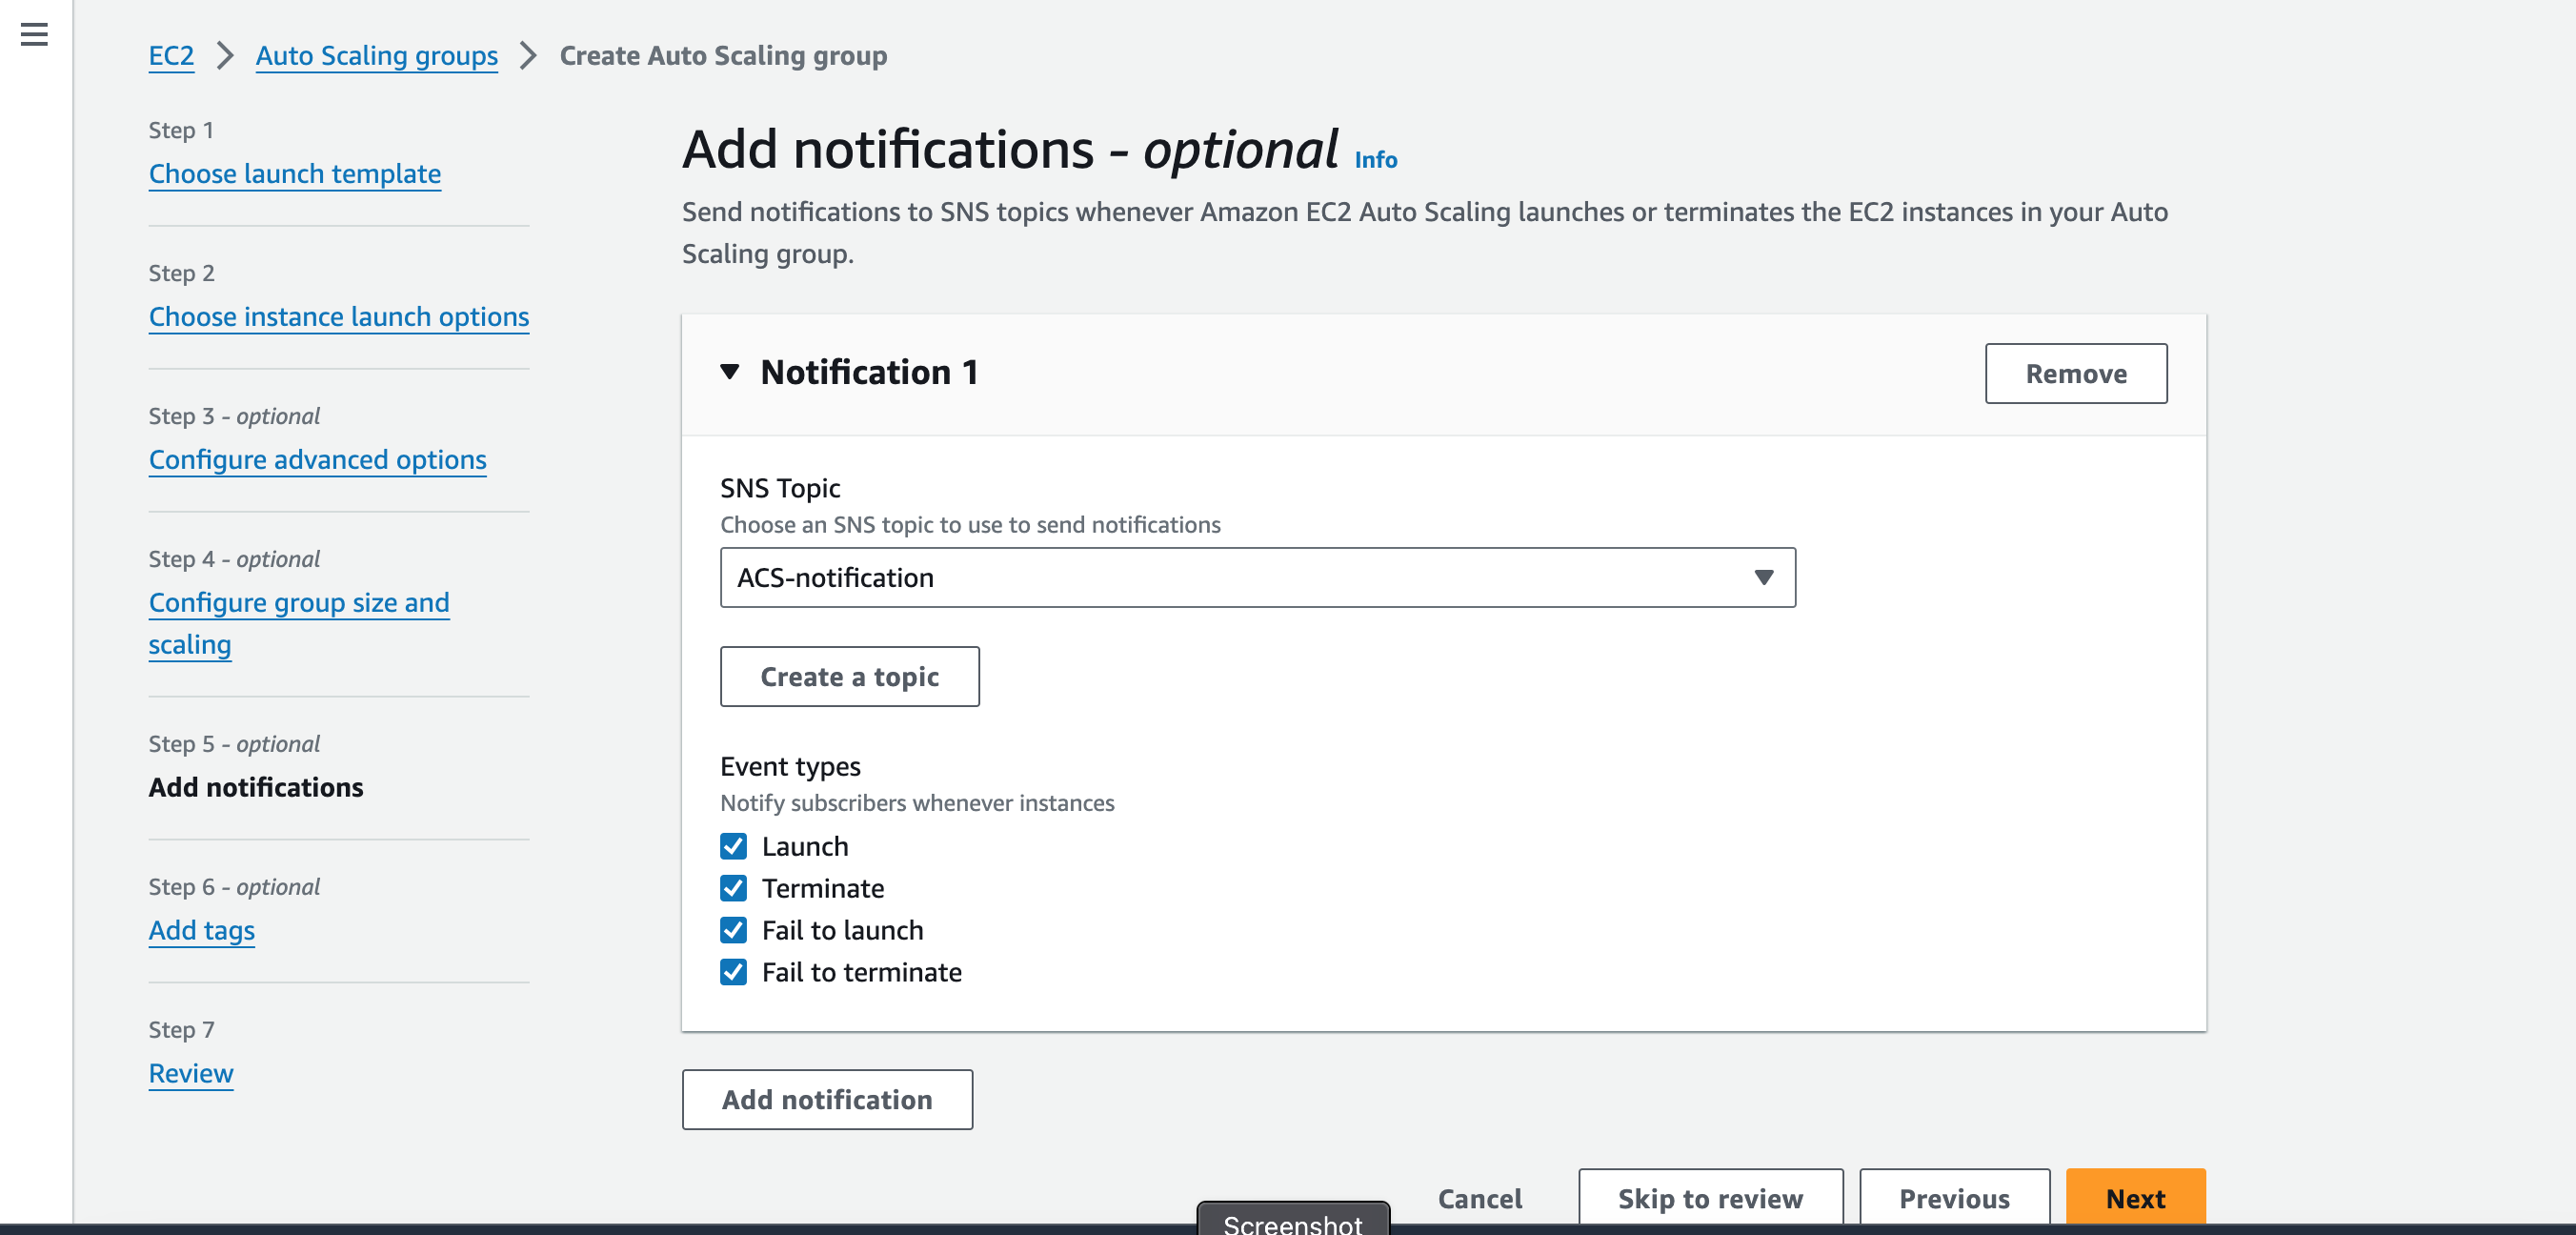 EC2 > Auto Scaling groups > Create Auto Scaling group
Step 1
Choose launch template
Step 2
Choose instance launch options
Step 3 - optional
Configure advanced options
Step 4 - optional
Configure group size and
scaling
Step 5 - optional
Add notifications
Step 6 - optional
Add tags
Step 7
Review
Add notifications - optional Info
Send notifications to SNS topics whenever Amazon EC2 Auto Scaling launches or terminates the EC2 instances in your Auto
Scaling group.
Notification 1
Remove
SNS Topic
Choose an SNS topic to use to send notifications
ACS-notification
Create a topic
Event types
Notify subscribers whenever instances
Launch
Terminate
Fail to launch
Fail to terminate
Add notification
Cancel
Skip to review
Previous
Next
Screenshot